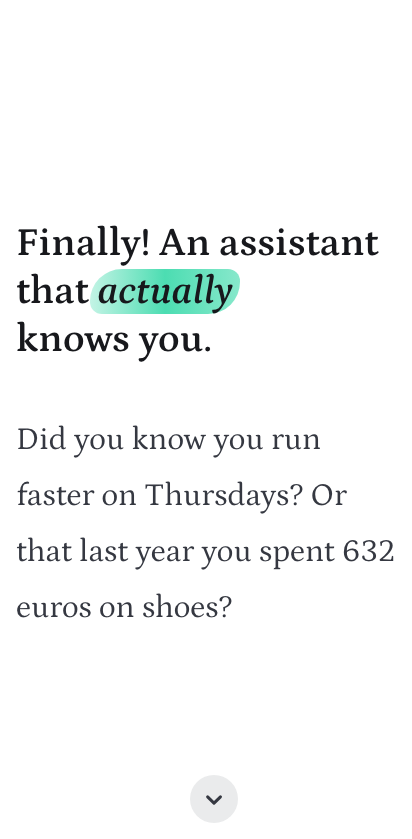 Finally! An assistant
that actually
knows you.
Did you know you run
faster on Thursdays? Or
that last year you spent 632
euros on shoes?